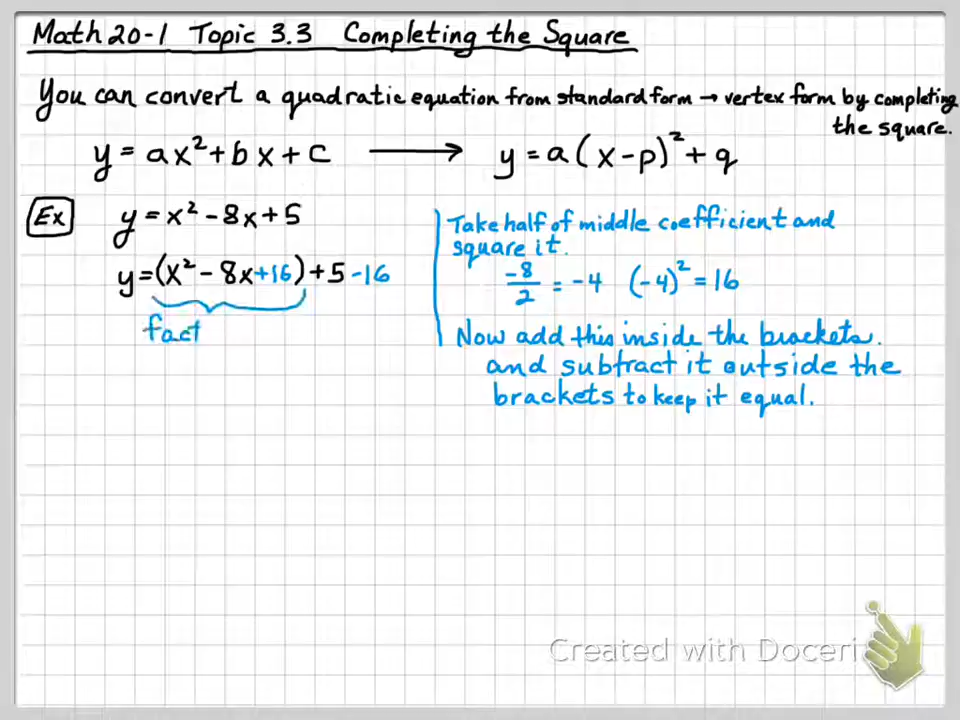 Math 20-1 Topic 3.3 Completing the Square
You can convert a quadratic equation from standard form → vertex form by completing
the square.
y = ax² + bx + c ⟶ y = a(x-p)² + q
Ex y = x² - 8x + 5
y = (x² - 8x +16) + 5 -16
fact
Take half of middle coefficient and
square it.
-8/2 = -4 (-4)² = 16
Now add this inside the brackets.
and subtract it outside the
brackets to keep it equal.
Created with Doceri